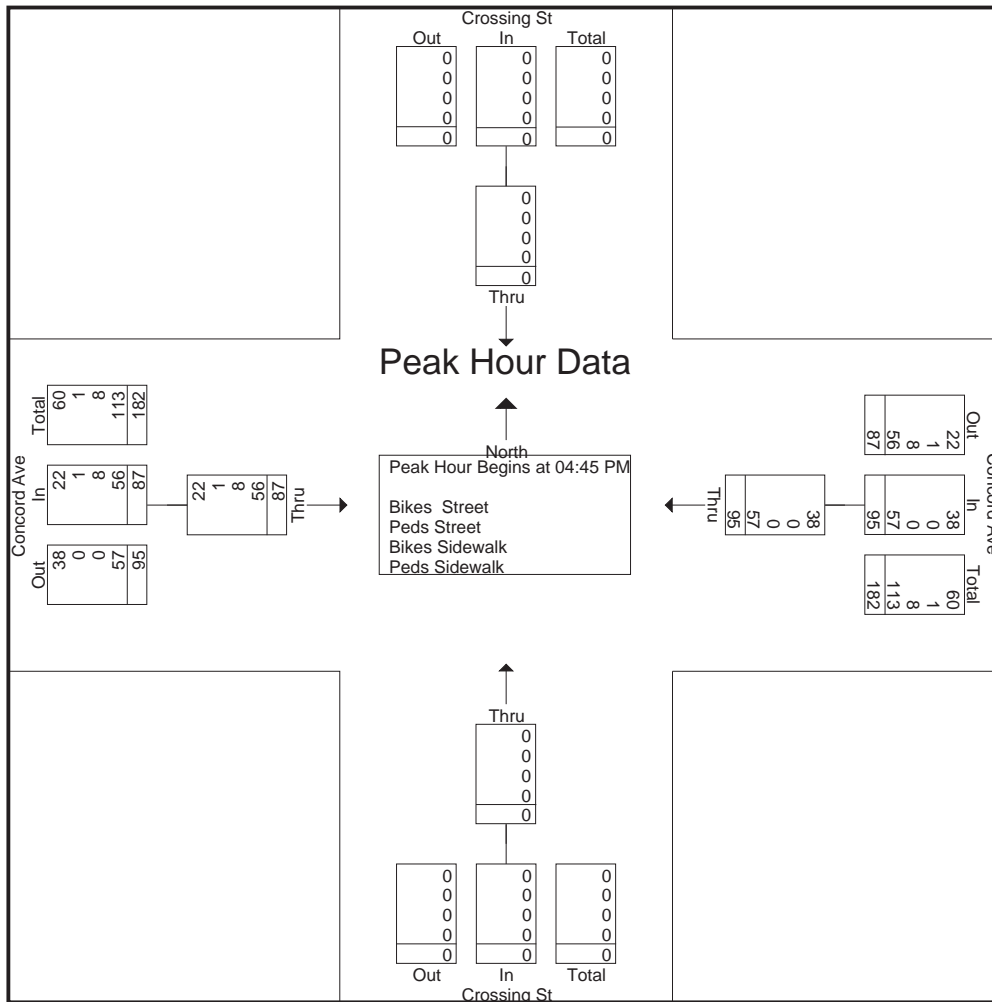 Crossing St
Out In Total
0 0 0
0 0 0
0 0 0
0 0 0
0 0 0
0
0
0
0
0
Thru
Peak Hour Data
North
Peak Hour Begins at 04:45 PM
Bikes Street
Peds Street
Bikes Sidewalk
Peds Sidewalk
Concord Ave
Total
60
1
8
113
182
In
22
1
8
56
87
Out
38
0
0
57
95
22
1
8
56
87
Thru
Concord Ave
Out
22
1
8
56
87
In
38
0
0
57
95
Total
60
1
8
113
182
38
0
0
57
95
Thru
Thru
0
0
0
0
0
0 0 0
0 0 0
0 0 0
0 0 0
0 0 0
Out In Total
Crossing St